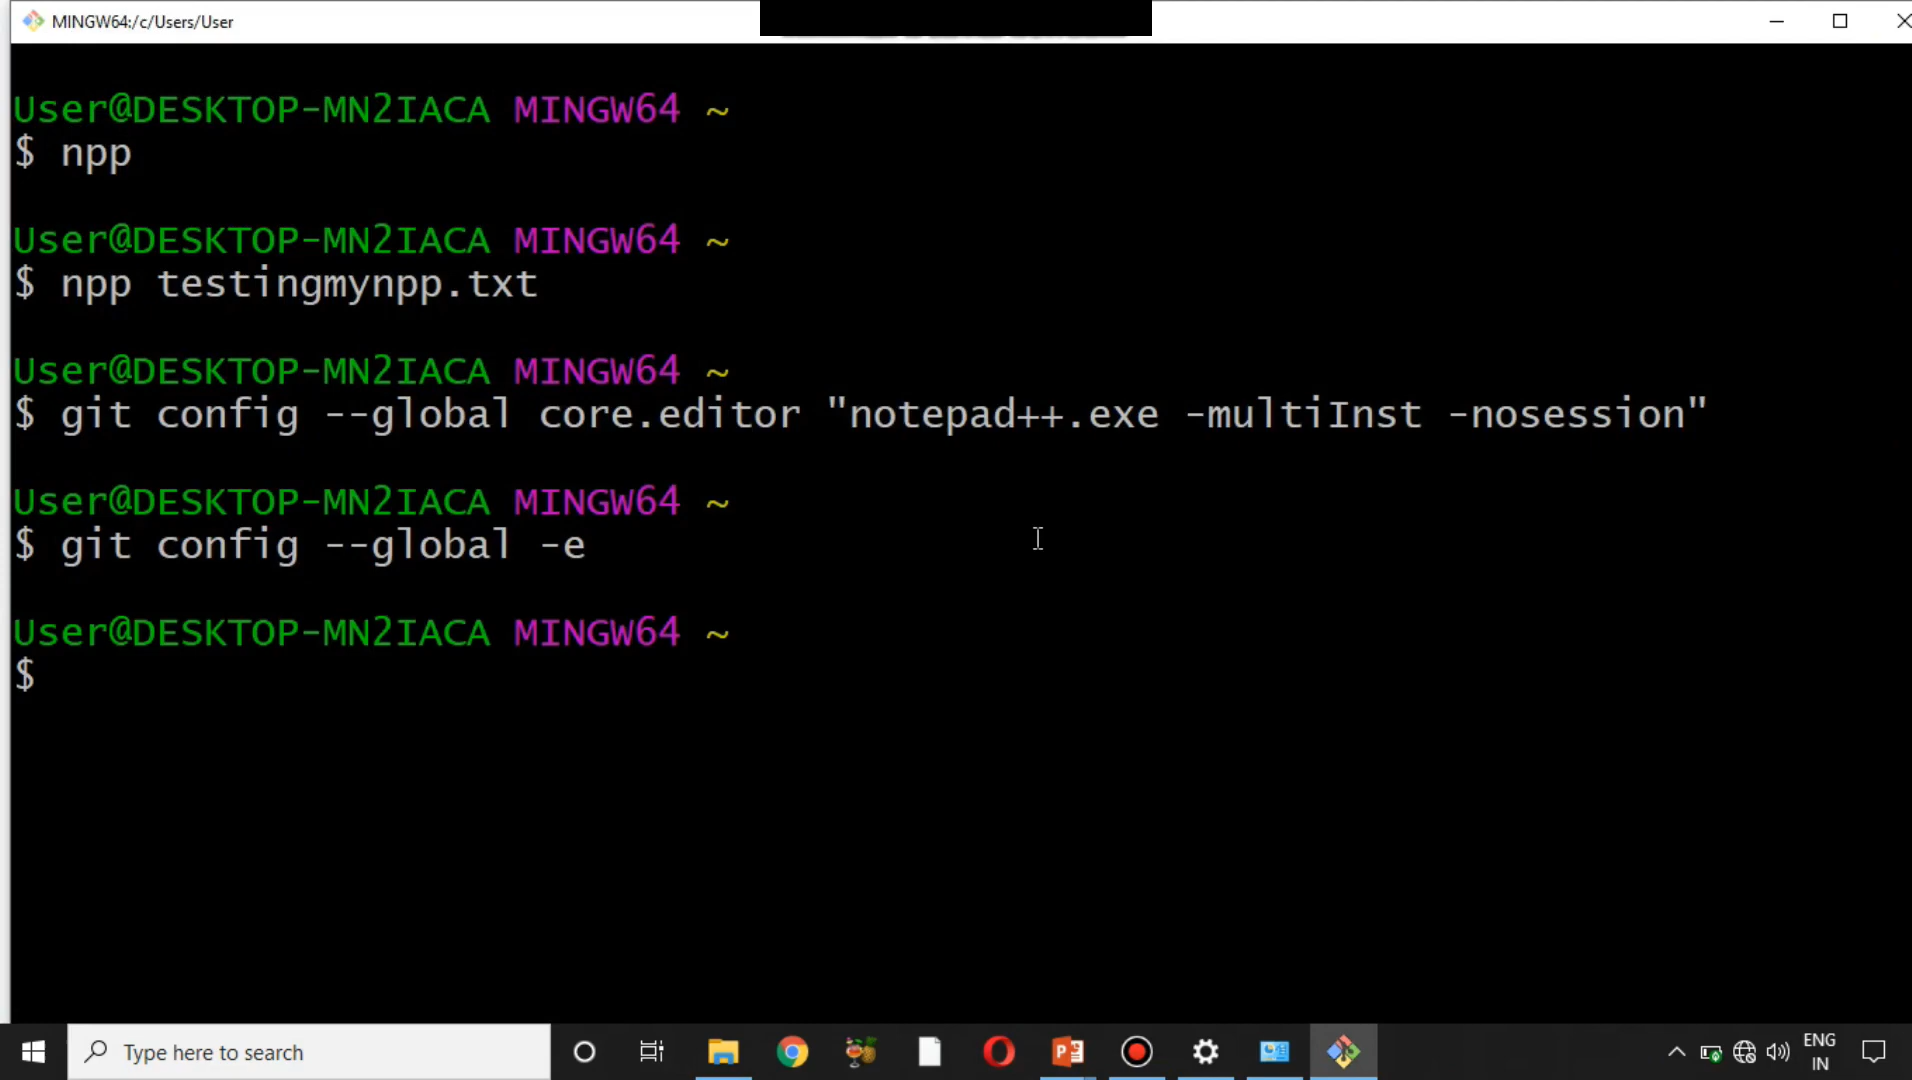 MINGW64:/c/Users/User
User@DESKTOP-MN2IACA MINGW64 ~
$ npp
User@DESKTOP-MN2IACA MINGW64 ~
$ npp testingmynpp.txt
User@DESKTOP-MN2IACA MINGW64 ~
$ git config --global core.editor "notepad++.exe -multiInst -nosession"
User@DESKTOP-MN2IACA MINGW64 ~
$ git config --global -e
User@DESKTOP-MN2IACA MINGW64 ~
$
Type here to search
ENG
IN